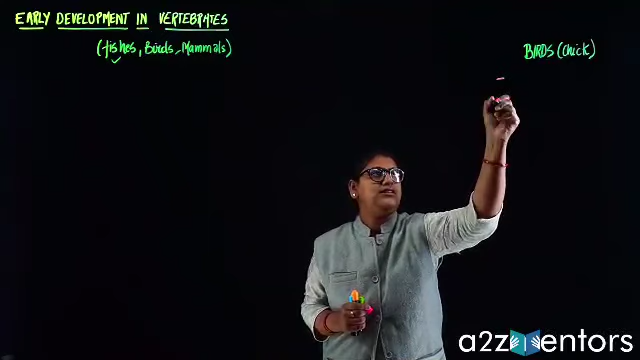 EARLY DEVELOPMENT IN VERTEBRATES
(fishes, Birds, Mammals)
BIRDS (Chick)
a2zmentors